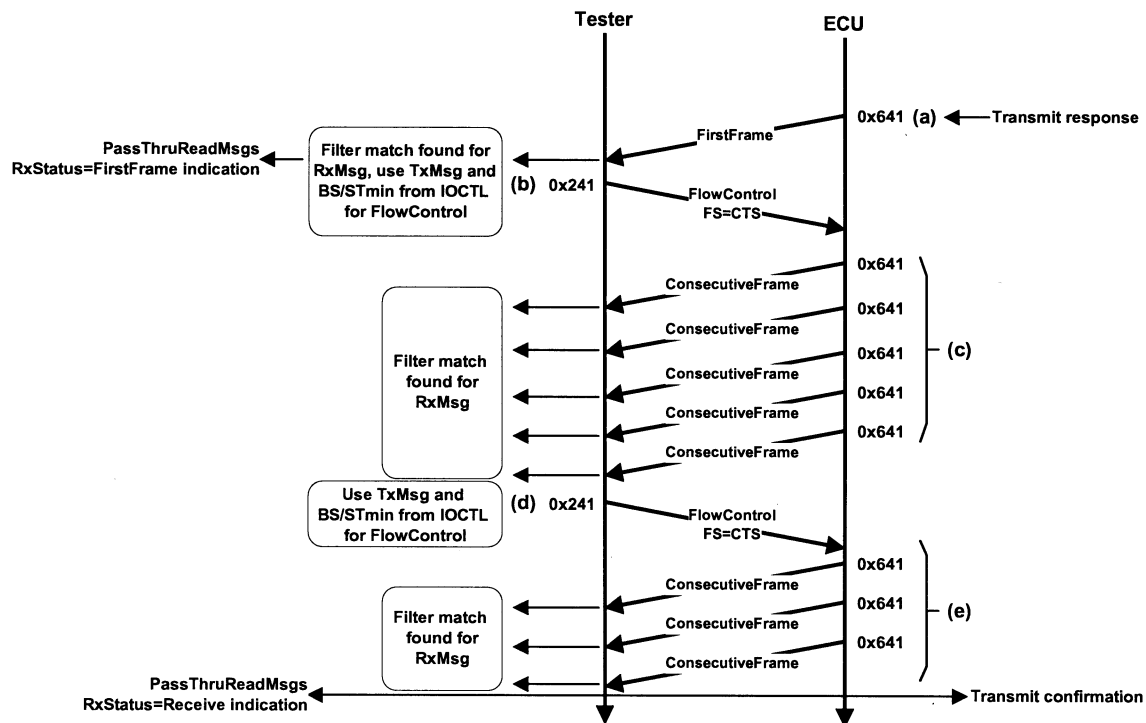 Tester
ECU
0x641 (a)
Transmit response
FirstFrame
PassThruReadMsgs
RxStatus=FirstFrame indication
Filter match found for
RxMsg, use TxMsg and
BS/STmin from IOCTL
for FlowControl
(b) 0x241
FlowControl
FS=CTS
0x641
ConsecutiveFrame
0x641
ConsecutiveFrame
0x641
ConsecutiveFrame
0x641
ConsecutiveFrame
0x641
ConsecutiveFrame
(c)
Filter match
found for
RxMsg
Use TxMsg and
BS/STmin from IOCTL
for FlowControl
(d) 0x241
FlowControl
FS=CTS
0x641
ConsecutiveFrame
0x641
ConsecutiveFrame
0x641
ConsecutiveFrame
(e)
Filter match
found for
RxMsg
PassThruReadMsgs
RxStatus=Receive indication
Transmit confirmation